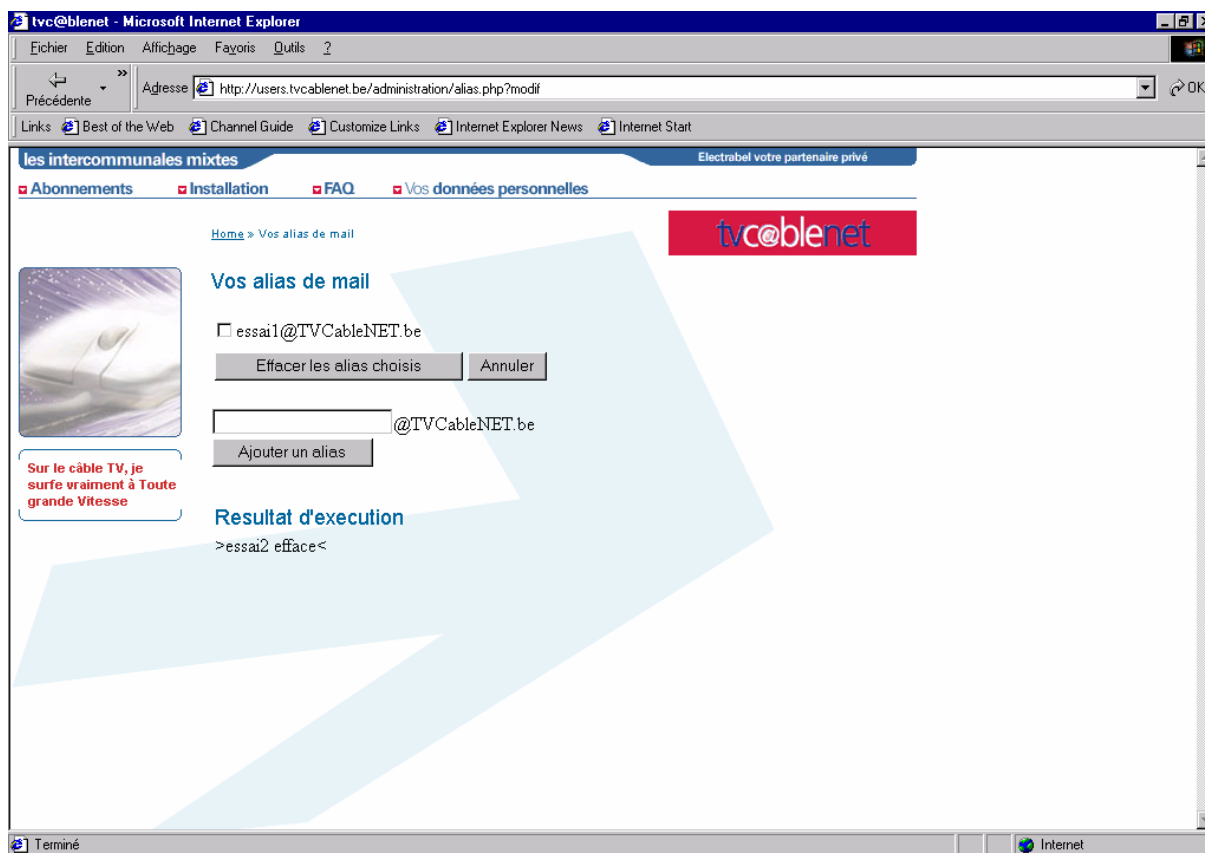 tvc@blenet - Microsoft Internet Explorer
Fichier Edition Affichage Favoris Outils ?
Précédente » Adresse http://users.tvcablenet.be/administration/alias.php?modif OK
Links Best of the Web Channel Guide Customize Links Internet Explorer News Internet Start
les intercommunales mixtes Electrabel votre partenaire privé
Abonnements Installation FAQ Vos données personnelles
Home » Vos alias de mail
tvc@blenet
Vos alias de mail
essai1@TVCableNET.be
Effacer les alias choisis Annuler
@TVCableNET.be
Ajouter un alias
Sur le câble TV, je
surfe vraiment à Toute
grande Vitesse
Resultat d'execution
>essai2 efface<
Terminé Internet